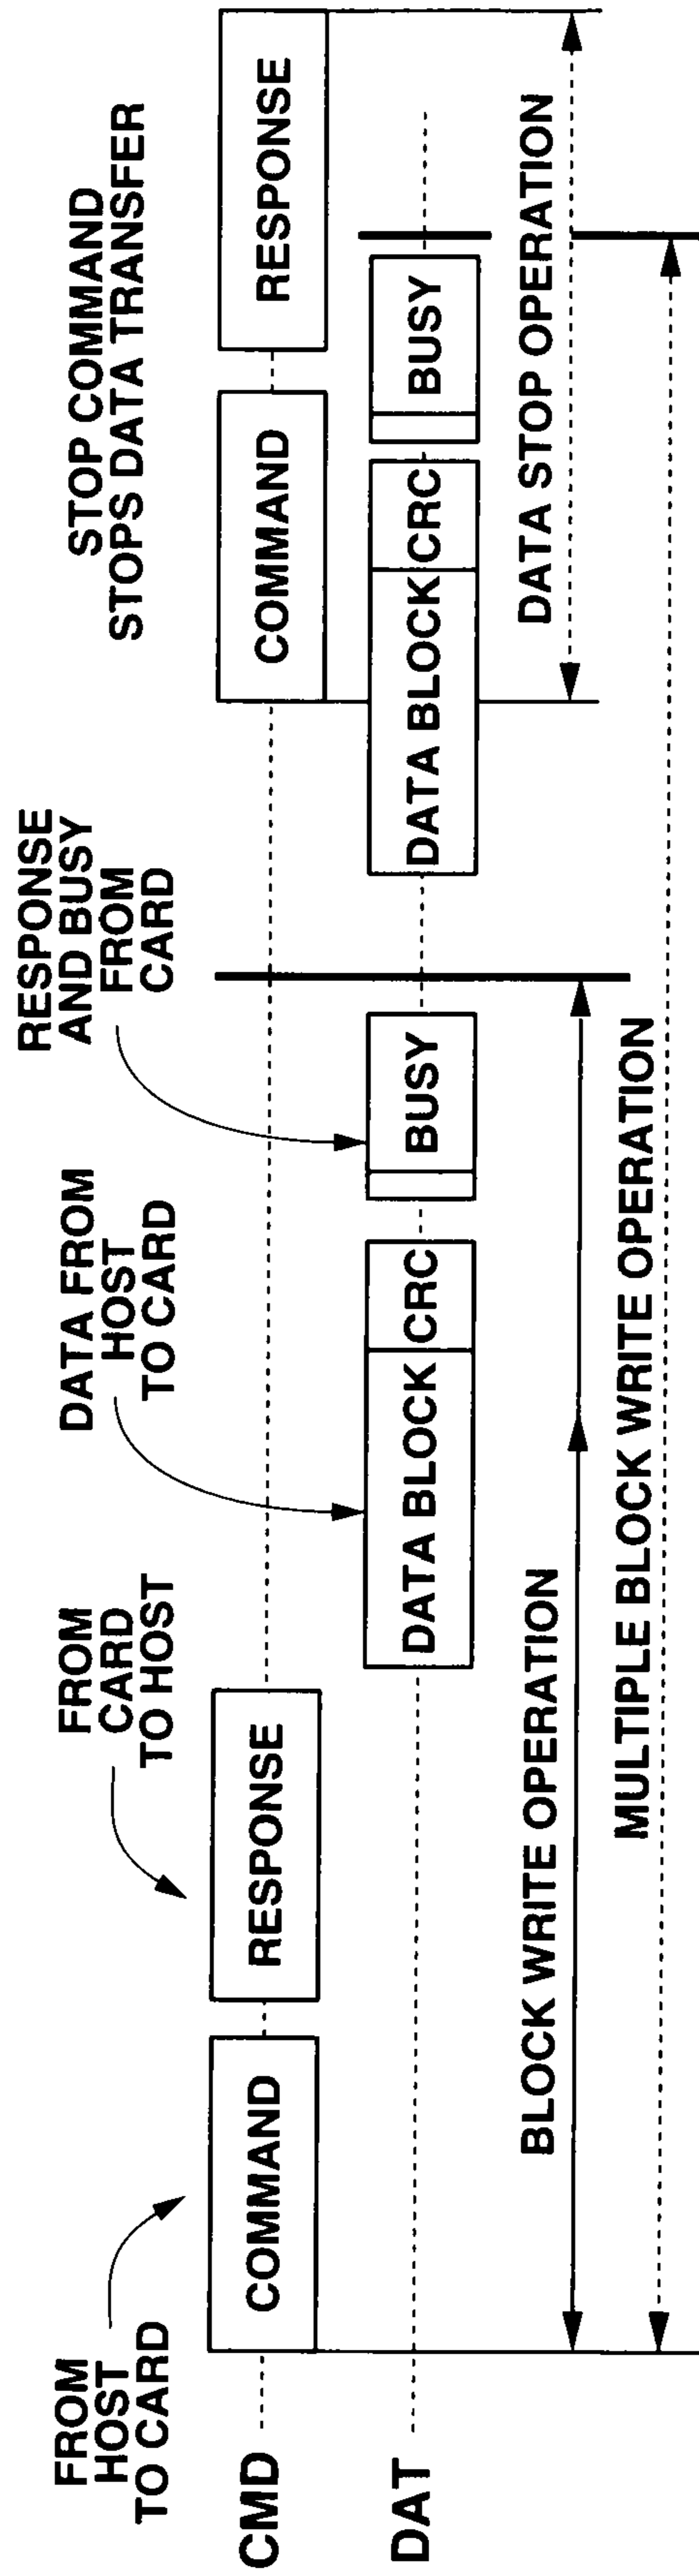 FROM
HOST
TO CARD
FROM
CARD
TO HOST
DATA FROM
HOST
TO CARD
RESPONSE
AND BUSY
FROM
CARD
STOP COMMAND
STOPS DATA TRANSFER
CMD
COMMAND
RESPONSE
COMMAND
RESPONSE
DAT
DATA BLOCK
CRC
BUSY
DATA BLOCK
CRC
BUSY
BLOCK WRITE OPERATION
DATA STOP OPERATION
MULTIPLE BLOCK WRITE OPERATION